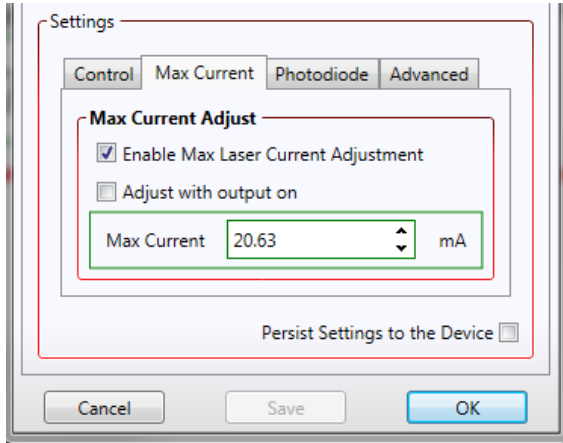 Settings
Control Max Current Photodiode Advanced
Max Current Adjust
Enable Max Laser Current Adjustment
Adjust with output on
Max Current 20.63 mA
Persist Settings to the Device
Cancel Save OK